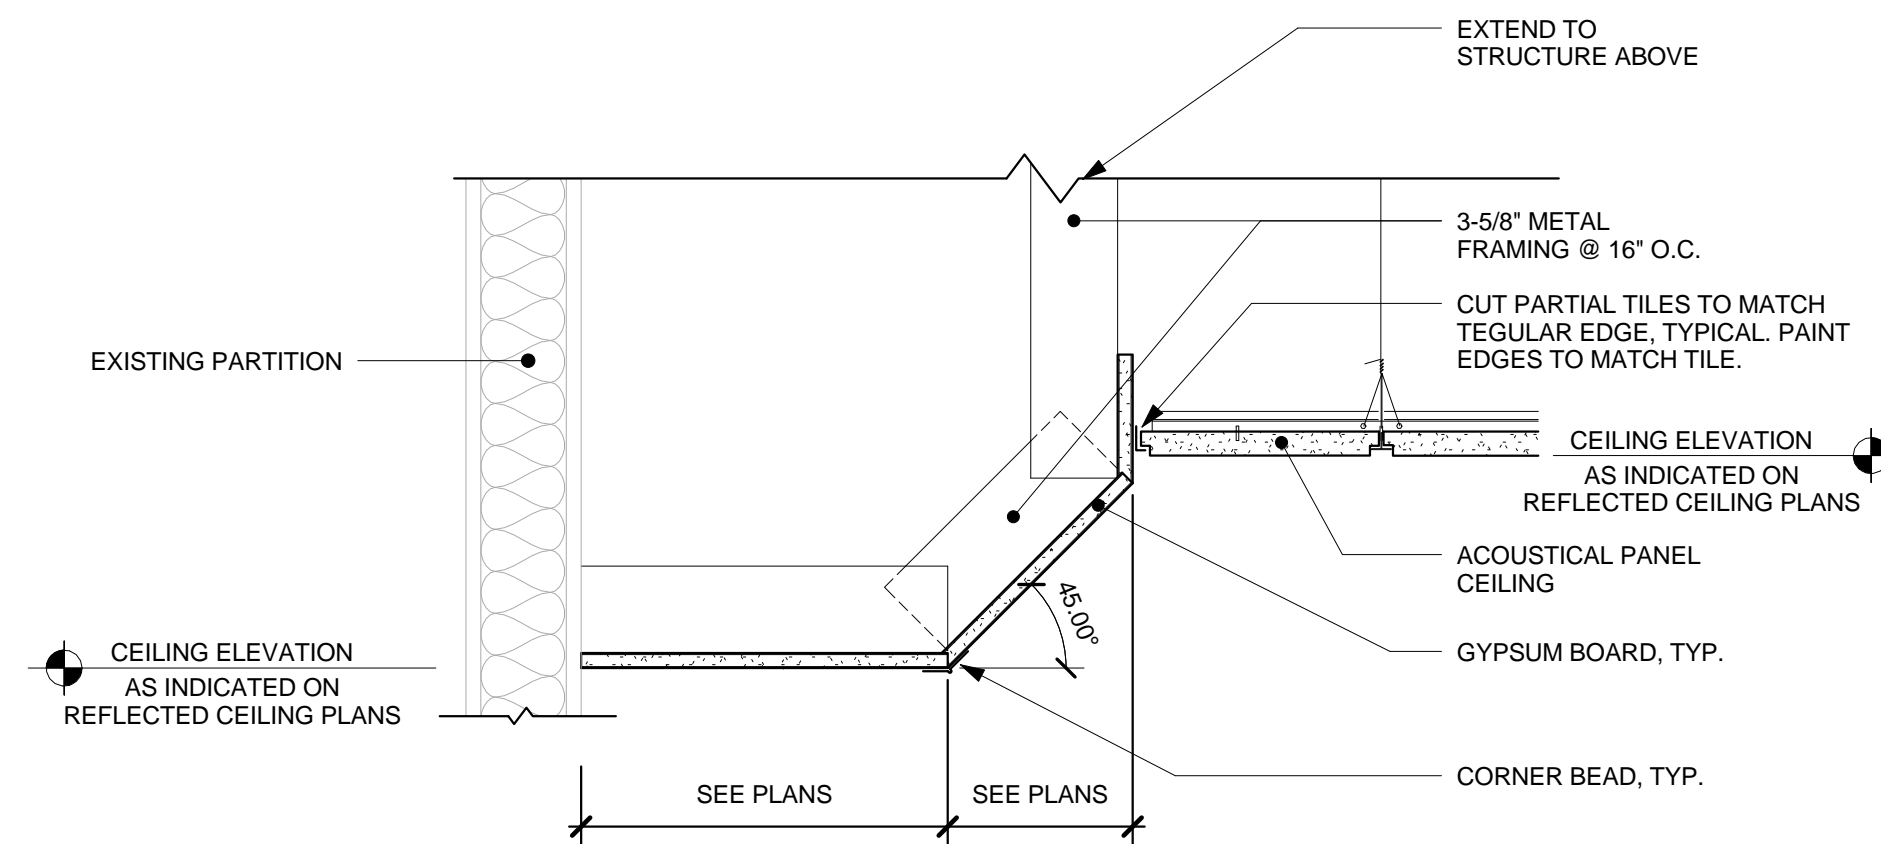 EXTEND TO
STRUCTURE ABOVE
3-5/8" METAL
FRAMING @ 16" O.C.
CUT PARTIAL TILES TO MATCH
TEGULAR EDGE, TYPICAL. PAINT
EDGES TO MATCH TILE.
EXISTING PARTITION
CEILING ELEVATION
AS INDICATED ON
REFLECTED CEILING PLANS
ACOUSTICAL PANEL
CEILING
45.00°
GYPSUM BOARD, TYP.
CEILING ELEVATION
AS INDICATED ON
REFLECTED CEILING PLANS
CORNER BEAD, TYP.
SEE PLANS
SEE PLANS